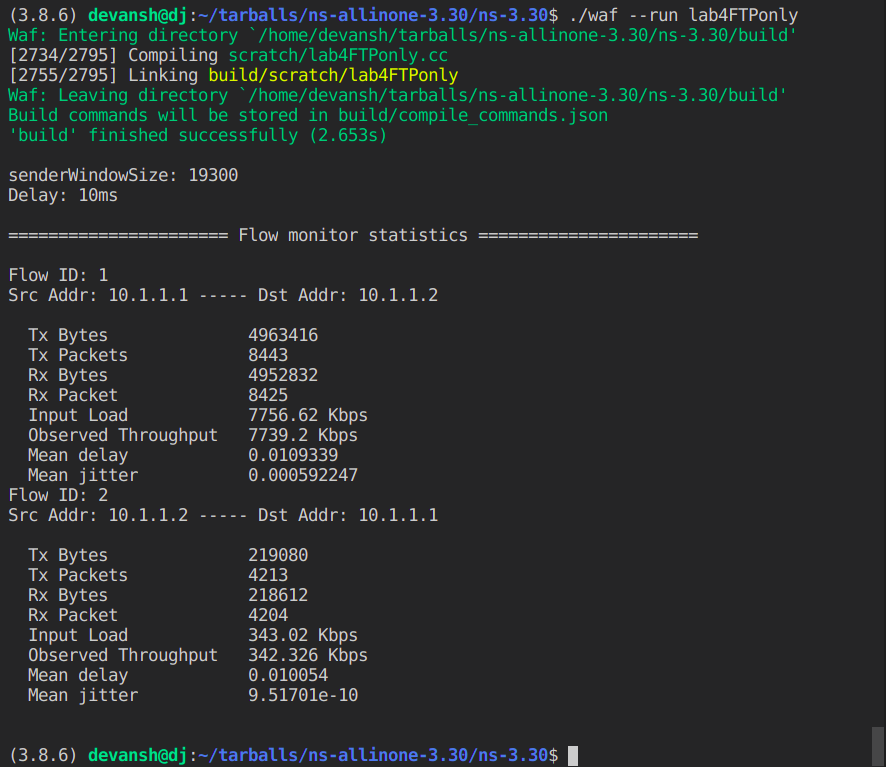 (3.8.6) devansh@dj:~/tarballs/ns-allinone-3.30/ns-3.30$ ./waf --run lab4FTPonly
Waf: Entering directory `/home/devansh/tarballs/ns-allinone-3.30/ns-3.30/build'
[2734/2795] Compiling scratch/lab4FTPonly.cc
[2755/2795] Linking build/scratch/lab4FTPonly
Waf: Leaving directory `/home/devansh/tarballs/ns-allinone-3.30/ns-3.30/build'
Build commands will be stored in build/compile_commands.json
'build' finished successfully (2.653s)
senderWindowSize: 19300
Delay: 10ms
====================== Flow monitor statistics ======================
Flow ID: 1
Src Addr: 10.1.1.1 ----- Dst Addr: 10.1.1.2
Tx Bytes 4963416
Tx Packets 8443
Rx Bytes 4952832
Rx Packet 8425
Input Load 7756.62 Kbps
Observed Throughput 7739.2 Kbps
Mean delay 0.0109339
Mean jitter 0.000592247
Flow ID: 2
Src Addr: 10.1.1.2 ----- Dst Addr: 10.1.1.1
Tx Bytes 219080
Tx Packets 4213
Rx Bytes 218612
Rx Packet 4204
Input Load 343.02 Kbps
Observed Throughput 342.326 Kbps
Mean delay 0.010054
Mean jitter 9.51701e-10
(3.8.6) devansh@dj:~/tarballs/ns-allinone-3.30/ns-3.30$